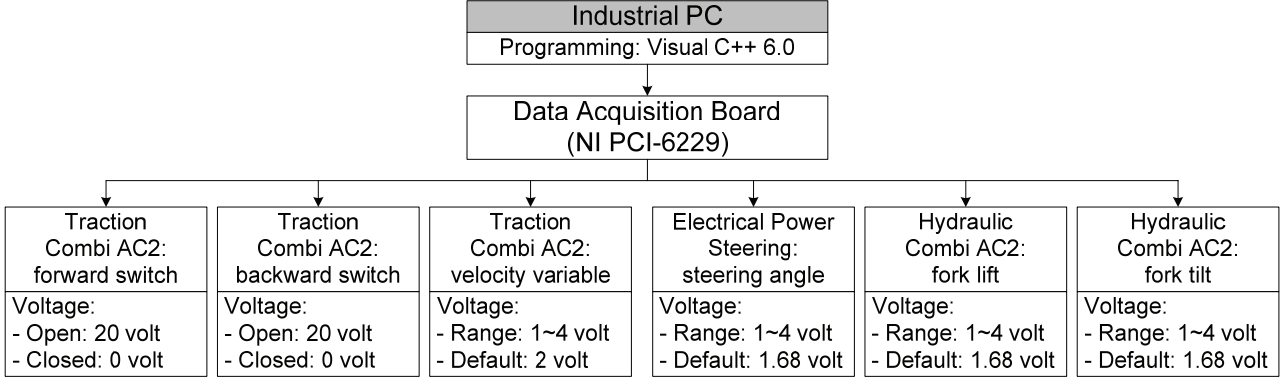 Industrial PC
Programming: Visual C++ 6.0
Data Acquisition Board
(NI PCI-6229)
Traction
Combi AC2:
forward switch
Voltage:
- Open: 20 volt
- Closed: 0 volt
Traction
Combi AC2:
backward switch
Voltage:
- Open: 20 volt
- Closed: 0 volt
Traction
Combi AC2:
velocity variable
Voltage:
- Range: 1~4 volt
- Default: 2 volt
Electrical Power
Steering:
steering angle
Voltage:
- Range: 1~4 volt
- Default: 1.68 volt
Hydraulic
Combi AC2:
fork lift
Voltage:
- Range: 1~4 volt
- Default: 1.68 volt
Hydraulic
Combi AC2:
fork tilt
Voltage:
- Range: 1~4 volt
- Default: 1.68 volt